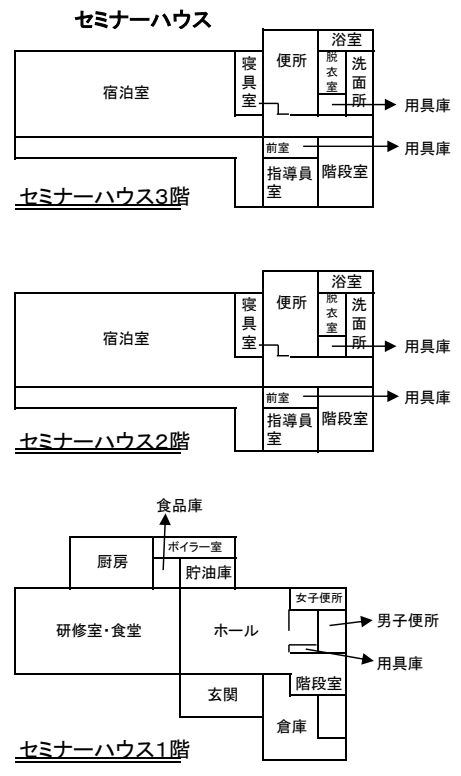 セミナーハウス
浴室
宿泊室
寝具室
便所
脱衣室
洗面所
用具庫
前室
用具庫
指導員室
階段室
セミナーハウス3階
浴室
宿泊室
寝具室
便所
脱衣室
洗面所
用具庫
前室
用具庫
指導員室
階段室
セミナーハウス2階
食品庫
厨房
ボイラー室
貯油庫
女子便所
研修室・食堂
ホール
男子便所
用具庫
玄関
階段室
倉庫
セミナーハウス1階